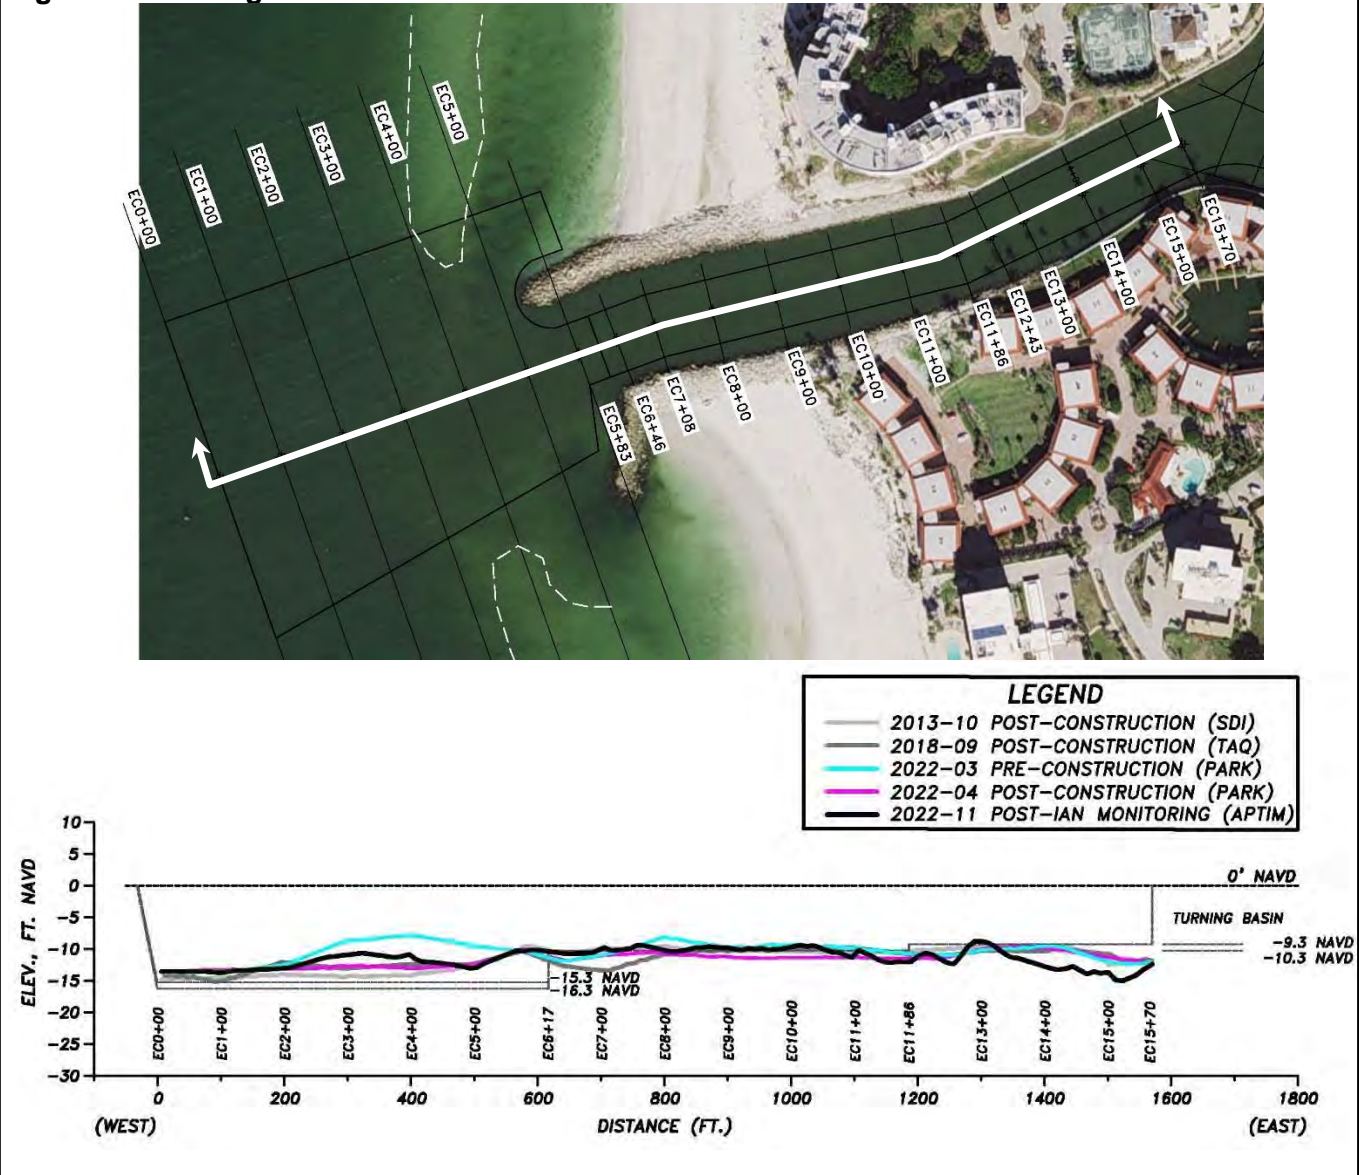 EC0+00
EC1+00
EC2+00
EC3+00
EC4+00
EC5+00
EC5+83
EC6+46
EC7+08
EC8+00
EC9+00
EC10+00
EC11+00
EC11+86
EC12+43
EC13+00
EC14+00
EC15+00
EC15+70
LEGEND
2013-10 POST-CONSTRUCTION (SDI)
2018-09 POST-CONSTRUCTION (TAQ)
2022-03 PRE-CONSTRUCTION (PARK)
2022-04 POST-CONSTRUCTION (PARK)
2022-11 POST-IAN MONITORING (APTIM)
ELEV., FT. NAVD
10
5
0
-5
-10
-15
-20
-25
-30
0' NAVD
TURNING BASIN
-9.3 NAVD
-10.3 NAVD
-15.3 NAVD
-16.3 NAVD
EC0+00
EC1+00
EC2+00
EC3+00
EC4+00
EC5+00
EC6+17
EC7+00
EC8+00
EC9+00
EC10+00
EC11+00
EC11+86
EC13+00
EC14+00
EC15+00
EC15+70
0 200 400 600 800 1000 1200 1400 1600 1800
(WEST) DISTANCE (FT.) (EAST)